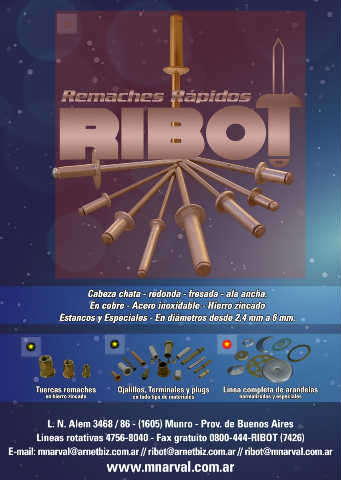 Remaches Rápidos
RIBOT
Cabeza chata - redonda - fresada - ala ancha.
En cobre - Acero inoxidable - Hierro zincado.
Estancos y Especiales - En diámetros desde 2,4 mm a 6 mm.
Tuercas remaches
en hierro zincado
Ojalillos, Terminales y plugs
en todo tipo de materiales
Línea completa de arandelas
normalizadas y especiales
L. N. Alem 3468 / 86 - (1605) Munro - Prov. de Buenos Aires
Líneas rotativas 4756-8040 - Fax gratuito 0800-444-RIBOT (7426)
E-mail: mnarval@arnetbiz.com.ar // ribot@arnetbiz.com.ar // ribot@mnarval.com.ar
www.mnarval.com.ar